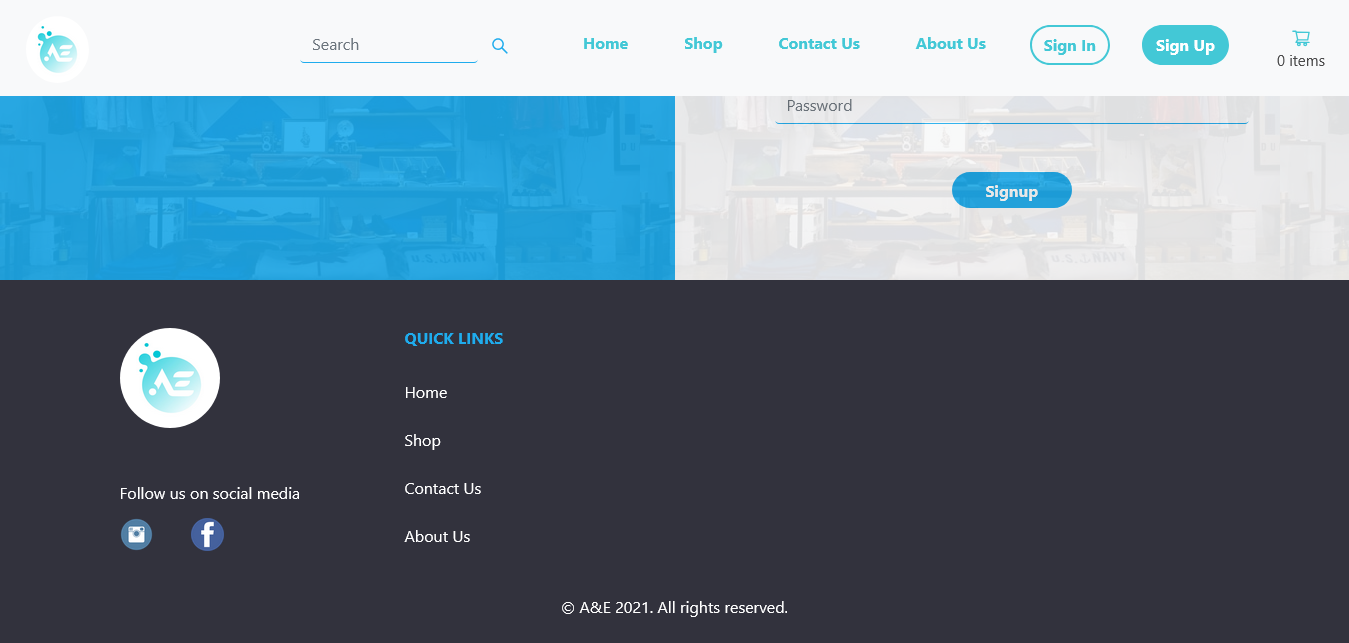 AE
Search
Home
Shop
Contact Us
About Us
Sign In
Sign Up
0 items
Password
Signup
U.S. NAVY
AE
QUICK LINKS
Home
Shop
Contact Us
About Us
Follow us on social media
© A&E 2021. All rights reserved.